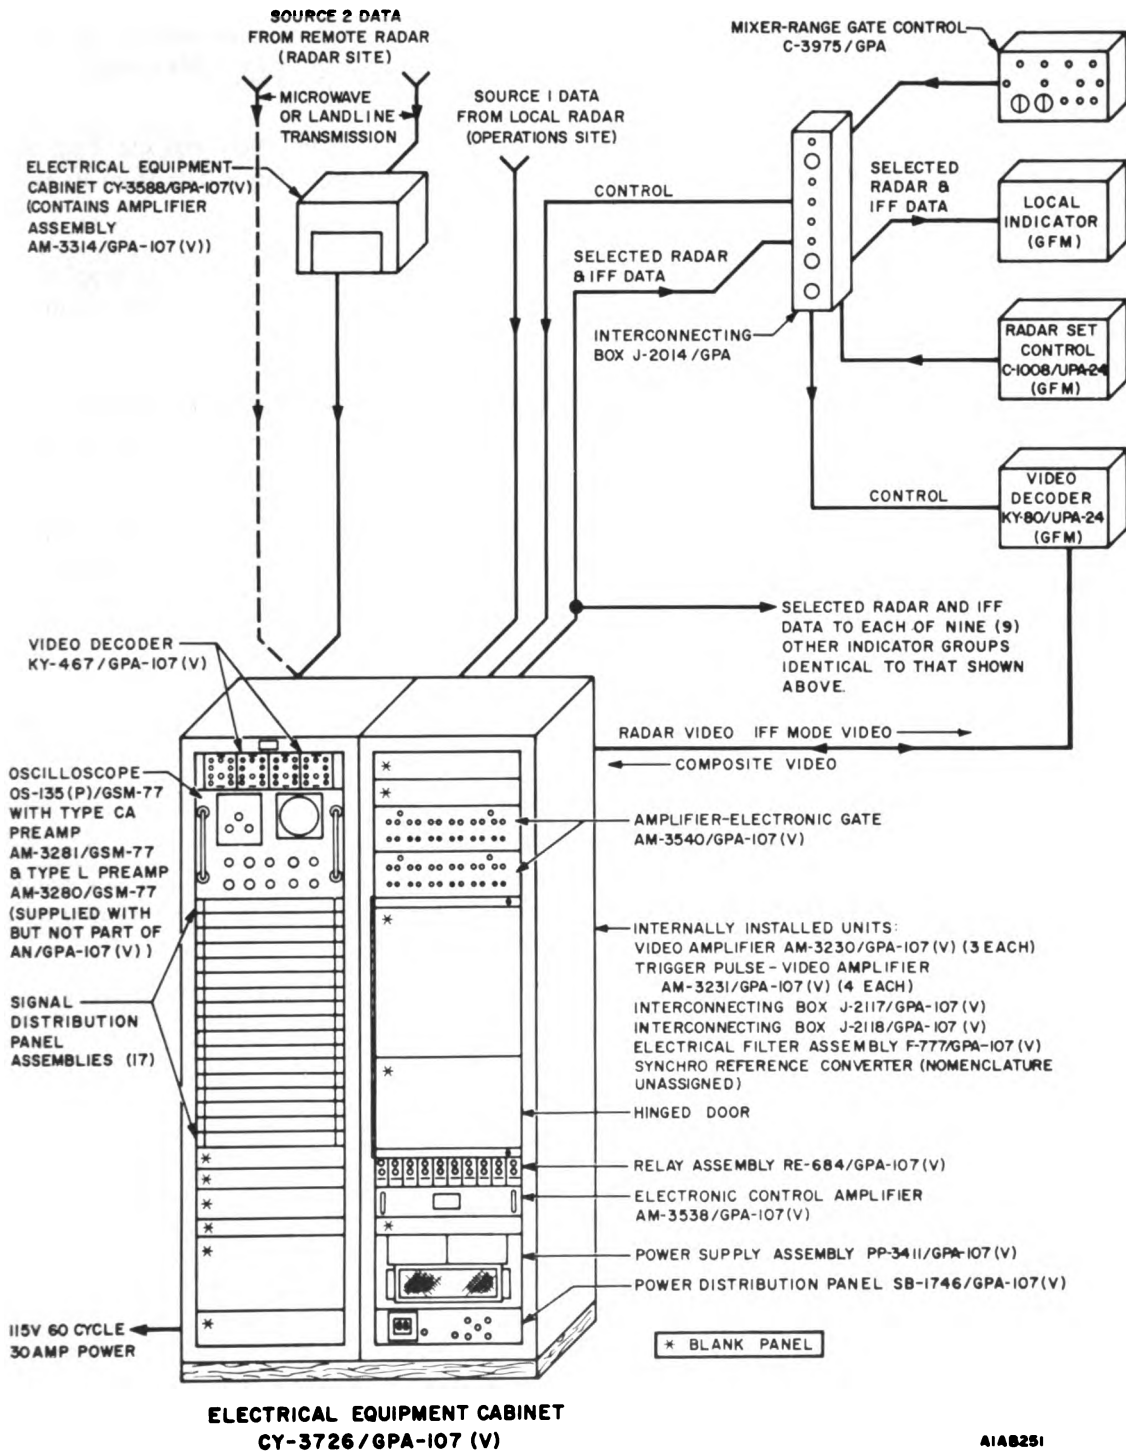 SOURCE 2 DATA
FROM REMOTE RADAR
(RADAR SITE)
MICROWAVE
OR LANDLINE
TRANSMISSION
SOURCE 1 DATA
FROM LOCAL RADAR
(OPERATIONS SITE)
MIXER-RANGE GATE CONTROL
C-3975/GPA
ELECTRICAL EQUIPMENT
CABINET CY-3588/GPA-107(V)
(CONTAINS AMPLIFIER
ASSEMBLY
AM-3314/GPA-107(V))
CONTROL
SELECTED
RADAR &
IFF DATA
LOCAL
INDICATOR
(GFM)
SELECTED RADAR
& IFF DATA
INTERCONNECTING
BOX J-2014/GPA
RADAR SET
CONTROL
C-1008/UPA-24
(GFM)
CONTROL
VIDEO
DECODER
KY-80/UPA-24
(GFM)
SELECTED RADAR AND IFF
DATA TO EACH OF NINE (9)
OTHER INDICATOR GROUPS
IDENTICAL TO THAT SHOWN
ABOVE.
VIDEO DECODER
KY-467/GPA-107(V)
RADAR VIDEO IFF MODE VIDEO
COMPOSITE VIDEO
OSCILLOSCOPE
OS-135(P)/GSM-77
WITH TYPE CA
PREAMP
AM-3281/GSM-77
& TYPE L PREAMP
AM-3280/GSM-77
(SUPPLIED WITH
BUT NOT PART OF
AN/GPA-107(V))
AMPLIFIER-ELECTRONIC GATE
AM-3540/GPA-107(V)
SIGNAL
DISTRIBUTION
PANEL
ASSEMBLIES (17)
INTERNALLY INSTALLED UNITS:
VIDEO AMPLIFIER AM-3230/GPA-107(V) (3 EACH)
TRIGGER PULSE-VIDEO AMPLIFIER
AM-3231/GPA-107(V) (4 EACH)
INTERCONNECTING BOX J-2117/GPA-107(V)
INTERCONNECTING BOX J-2118/GPA-107(V)
ELECTRICAL FILTER ASSEMBLY F-777/GPA-107(V)
SYNCHRO REFERENCE CONVERTER (NOMENCLATURE
UNASSIGNED)
HINGED DOOR
RELAY ASSEMBLY RE-684/GPA-107(V)
ELECTRONIC CONTROL AMPLIFIER
AM-3538/GPA-107(V)
POWER SUPPLY ASSEMBLY PP-3411/GPA-107(V)
POWER DISTRIBUTION PANEL SB-1746/GPA-107(V)
115V 60 CYCLE
30 AMP POWER
* BLANK PANEL
ELECTRICAL EQUIPMENT CABINET
CY-3726/GPA-107 (V)
A1AB251